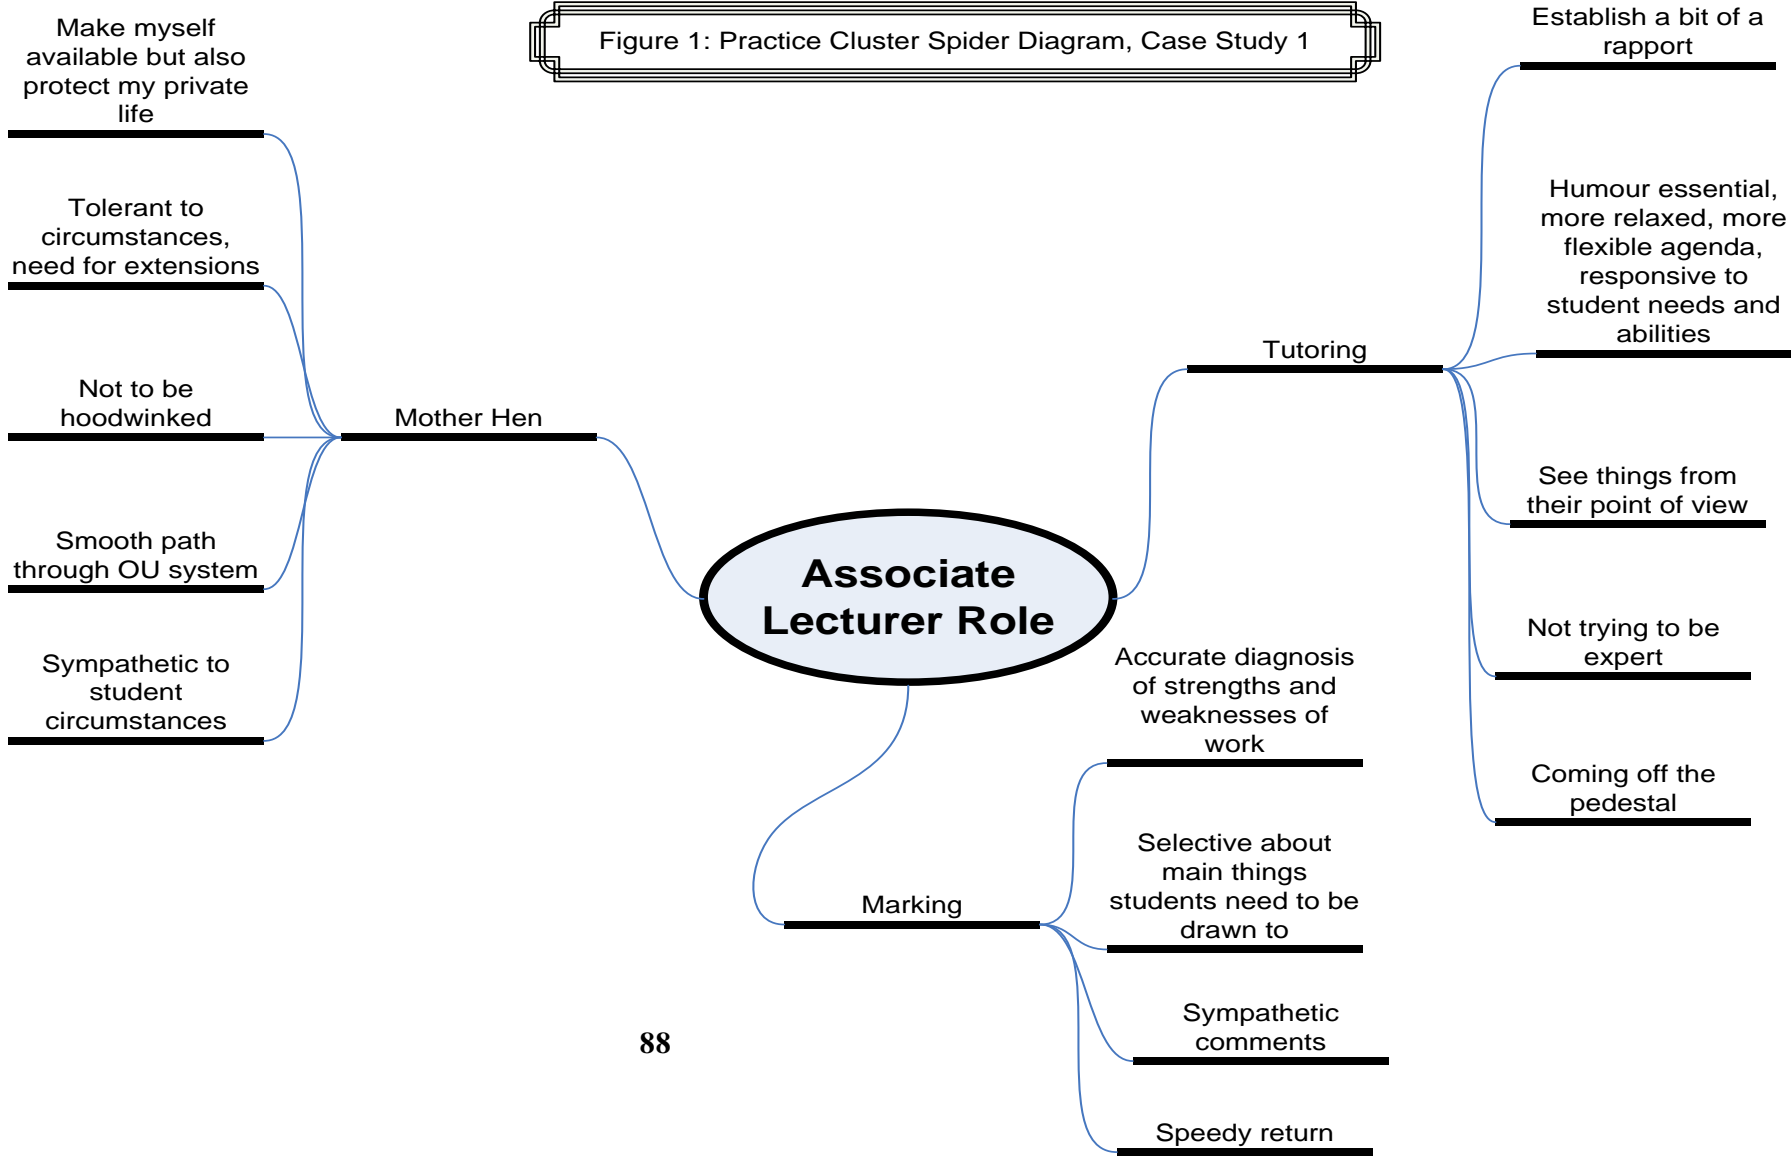 Figure 1: Practice Cluster Spider Diagram, Case Study 1
Make myself
available but also
protect my private
life
Tolerant to
circumstances,
need for extensions
Not to be
hoodwinked
Smooth path
through OU system
Sympathetic to
student
circumstances
Mother Hen
Associate
Lecturer Role
Tutoring
Establish a bit of a
rapport
Humour essential,
more relaxed, more
flexible agenda,
responsive to
student needs and
abilities
See things from
their point of view
Not trying to be
expert
Coming off the
pedestal
Marking
Accurate diagnosis
of strengths and
weaknesses of
work
Selective about
main things
students need to be
drawn to
Sympathetic
comments
Speedy return
88